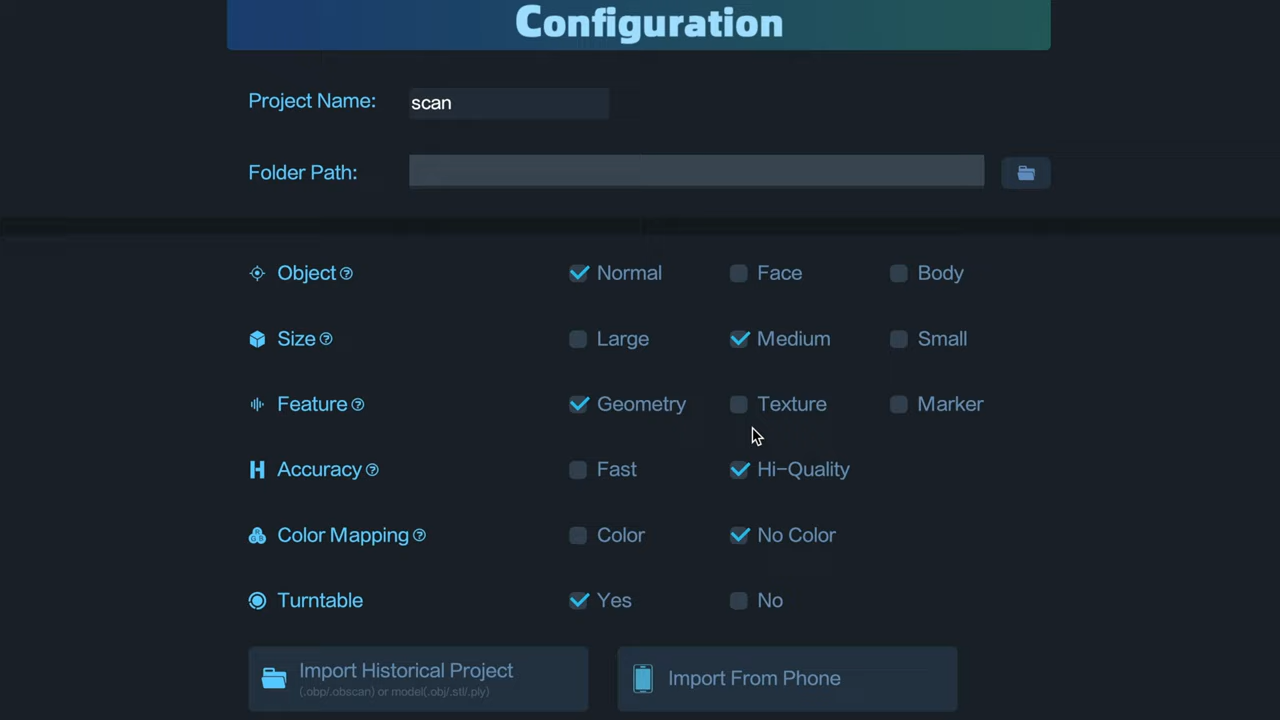 Configuration
Project Name: scan
Folder Path:
Object ? Normal Face Body
Size ? Large Medium Small
Feature ? Geometry Texture Marker
Accuracy ? Fast Hi-Quality
Color Mapping ? Color No Color
Turntable Yes No
Import Historical Project
(.obp/.obscan) or model(.obj/.stl/.ply)
Import From Phone